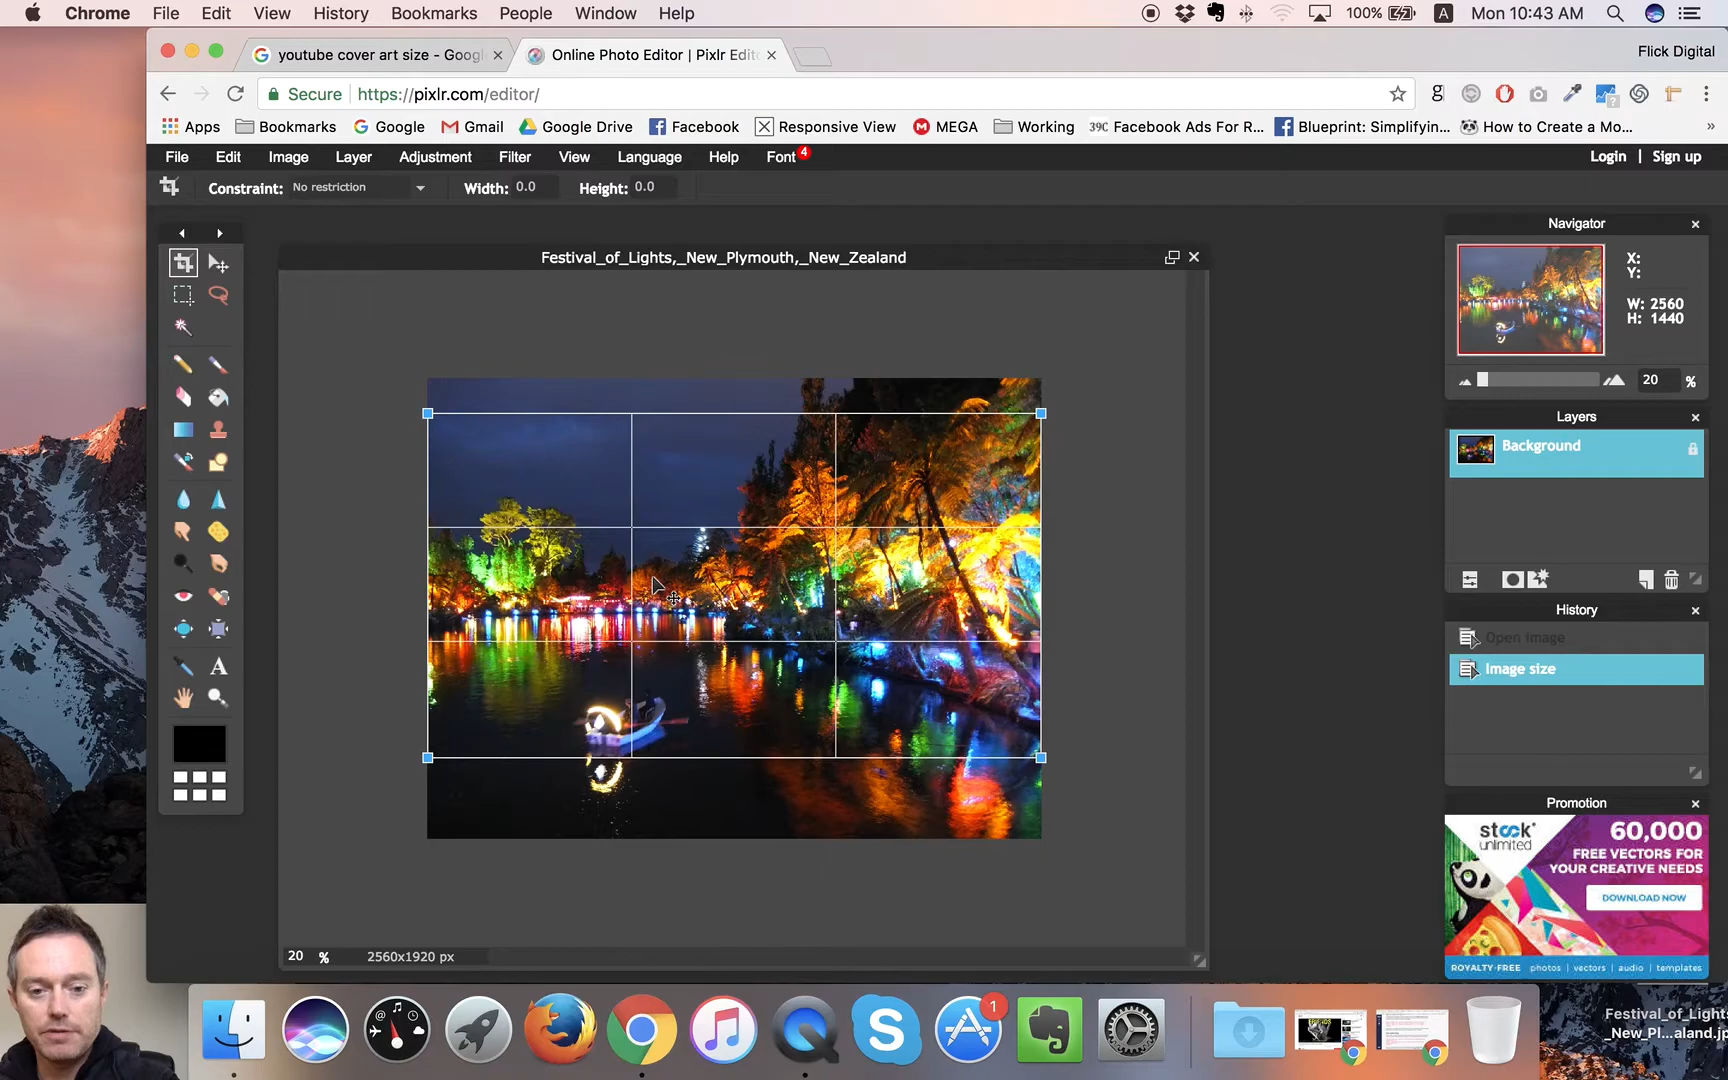 Chrome File Edit View History Bookmarks People Window Help 100% A Mon 10:43 AM
youtube cover art size - Goog Online Photo Editor | Pixlr Edit Flick Digital
Secure https://pixlr.com/editor/
Apps Bookmarks Google Gmail Google Drive Facebook Responsive View MEGA Working 39C Facebook Ads For R... Blueprint: Simplifyin... How to Create a Mo... »
File Edit Image Layer Adjustment Filter View Language Help Font 4 Login | Sign up
Constraint: No restriction Width: 0.0 Height: 0.0
Festival_of_Lights,_New_Plymouth,_New_Zealand
Navigator
X:
Y:
W: 2560
H: 1440
20 %
Layers
Background
History
Open image
Image size
Promotion
stock unlimited
60,000
FREE VECTORS FOR
YOUR CREATIVE NEEDS
DOWNLOAD NOW
ROYALTY-FREE photos | vectors | audio | templates
A
20 % 2560x1920 px
1
Festival_of_Lights
_New_Pl...aland.jp